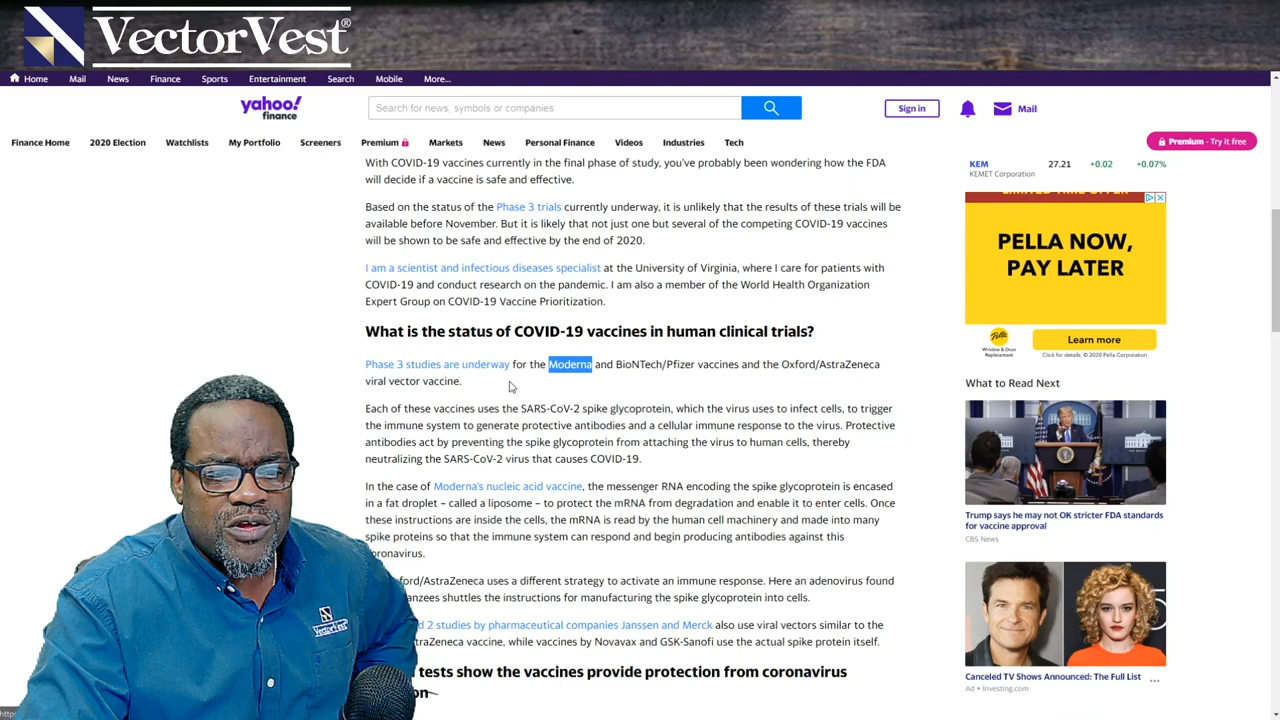 VectorVest®
Home Mail News Finance Sports Entertainment Search Mobile More...
yahoo!
finance
Search for news, symbols or companies
Sign in
Mail
Finance Home 2020 Election Watchlists My Portfolio Screeners Premium Markets News Personal Finance Videos Industries Tech
Premium - Try it free
With COVID-19 vaccines currently in the final phase of study, you've probably been wondering how the FDA
will decide if a vaccine is safe and effective.
Based on the status of the Phase 3 trials currently underway, it is unlikely that the results of these trials will be
available before November. But it is likely that not just one but several of the competing COVID-19 vaccines
will be shown to be safe and effective by the end of 2020.
I am a scientist and infectious diseases specialist at the University of Virginia, where I care for patients with
COVID-19 and conduct research on the pandemic. I am also a member of the World Health Organization
Expert Group on COVID-19 Vaccine Prioritization.
What is the status of COVID-19 vaccines in human clinical trials?
Phase 3 studies are underway for the Moderna and BioNTech/Pfizer vaccines and the Oxford/AstraZeneca
viral vector vaccine.
Each of these vaccines uses the SARS-CoV-2 spike glycoprotein, which the virus uses to infect cells, to trigger
the immune system to generate protective antibodies and a cellular immune response to the virus. Protective
antibodies act by preventing the spike glycoprotein from attaching the virus to human cells, thereby
neutralizing the SARS-CoV-2 virus that causes COVID-19.
In the case of Moderna's nucleic acid vaccine, the messenger RNA encoding the spike glycoprotein is encased
in a fat droplet – called a liposome – to protect the mRNA from degradation and enable it to enter cells. Once
these instructions are inside the cells, the mRNA is read by the human cell machinery and made into many
spike proteins so that the immune system can respond and begin producing antibodies against this
oronavirus.
ford/AstraZeneca uses a different strategy to activate an immune response. Here an adenovirus found
anzees shuttles the instructions for manufacturing the spike glycoprotein into cells.
d 2 studies by pharmaceutical companies Janssen and Merck also use viral vectors similar to the
traZeneca vaccine, while vaccines by Novavax and GSK-Sanofi use the actual spike protein itself.
tests show the vaccines provide protection from coronavirus
on
KEM 27.21 +0.02 +0.07%
KEMET Corporation
PELLA NOW,
PAY LATER
Pella
Window & Door
Replacement
Learn more
Click for details. © 2020 Pella Corporation
What to Read Next
Trump says he may not OK stricter FDA standards
for vaccine approval
CBS News
Canceled TV Shows Announced: The Full List
Ad • Investing.com
VectorVest